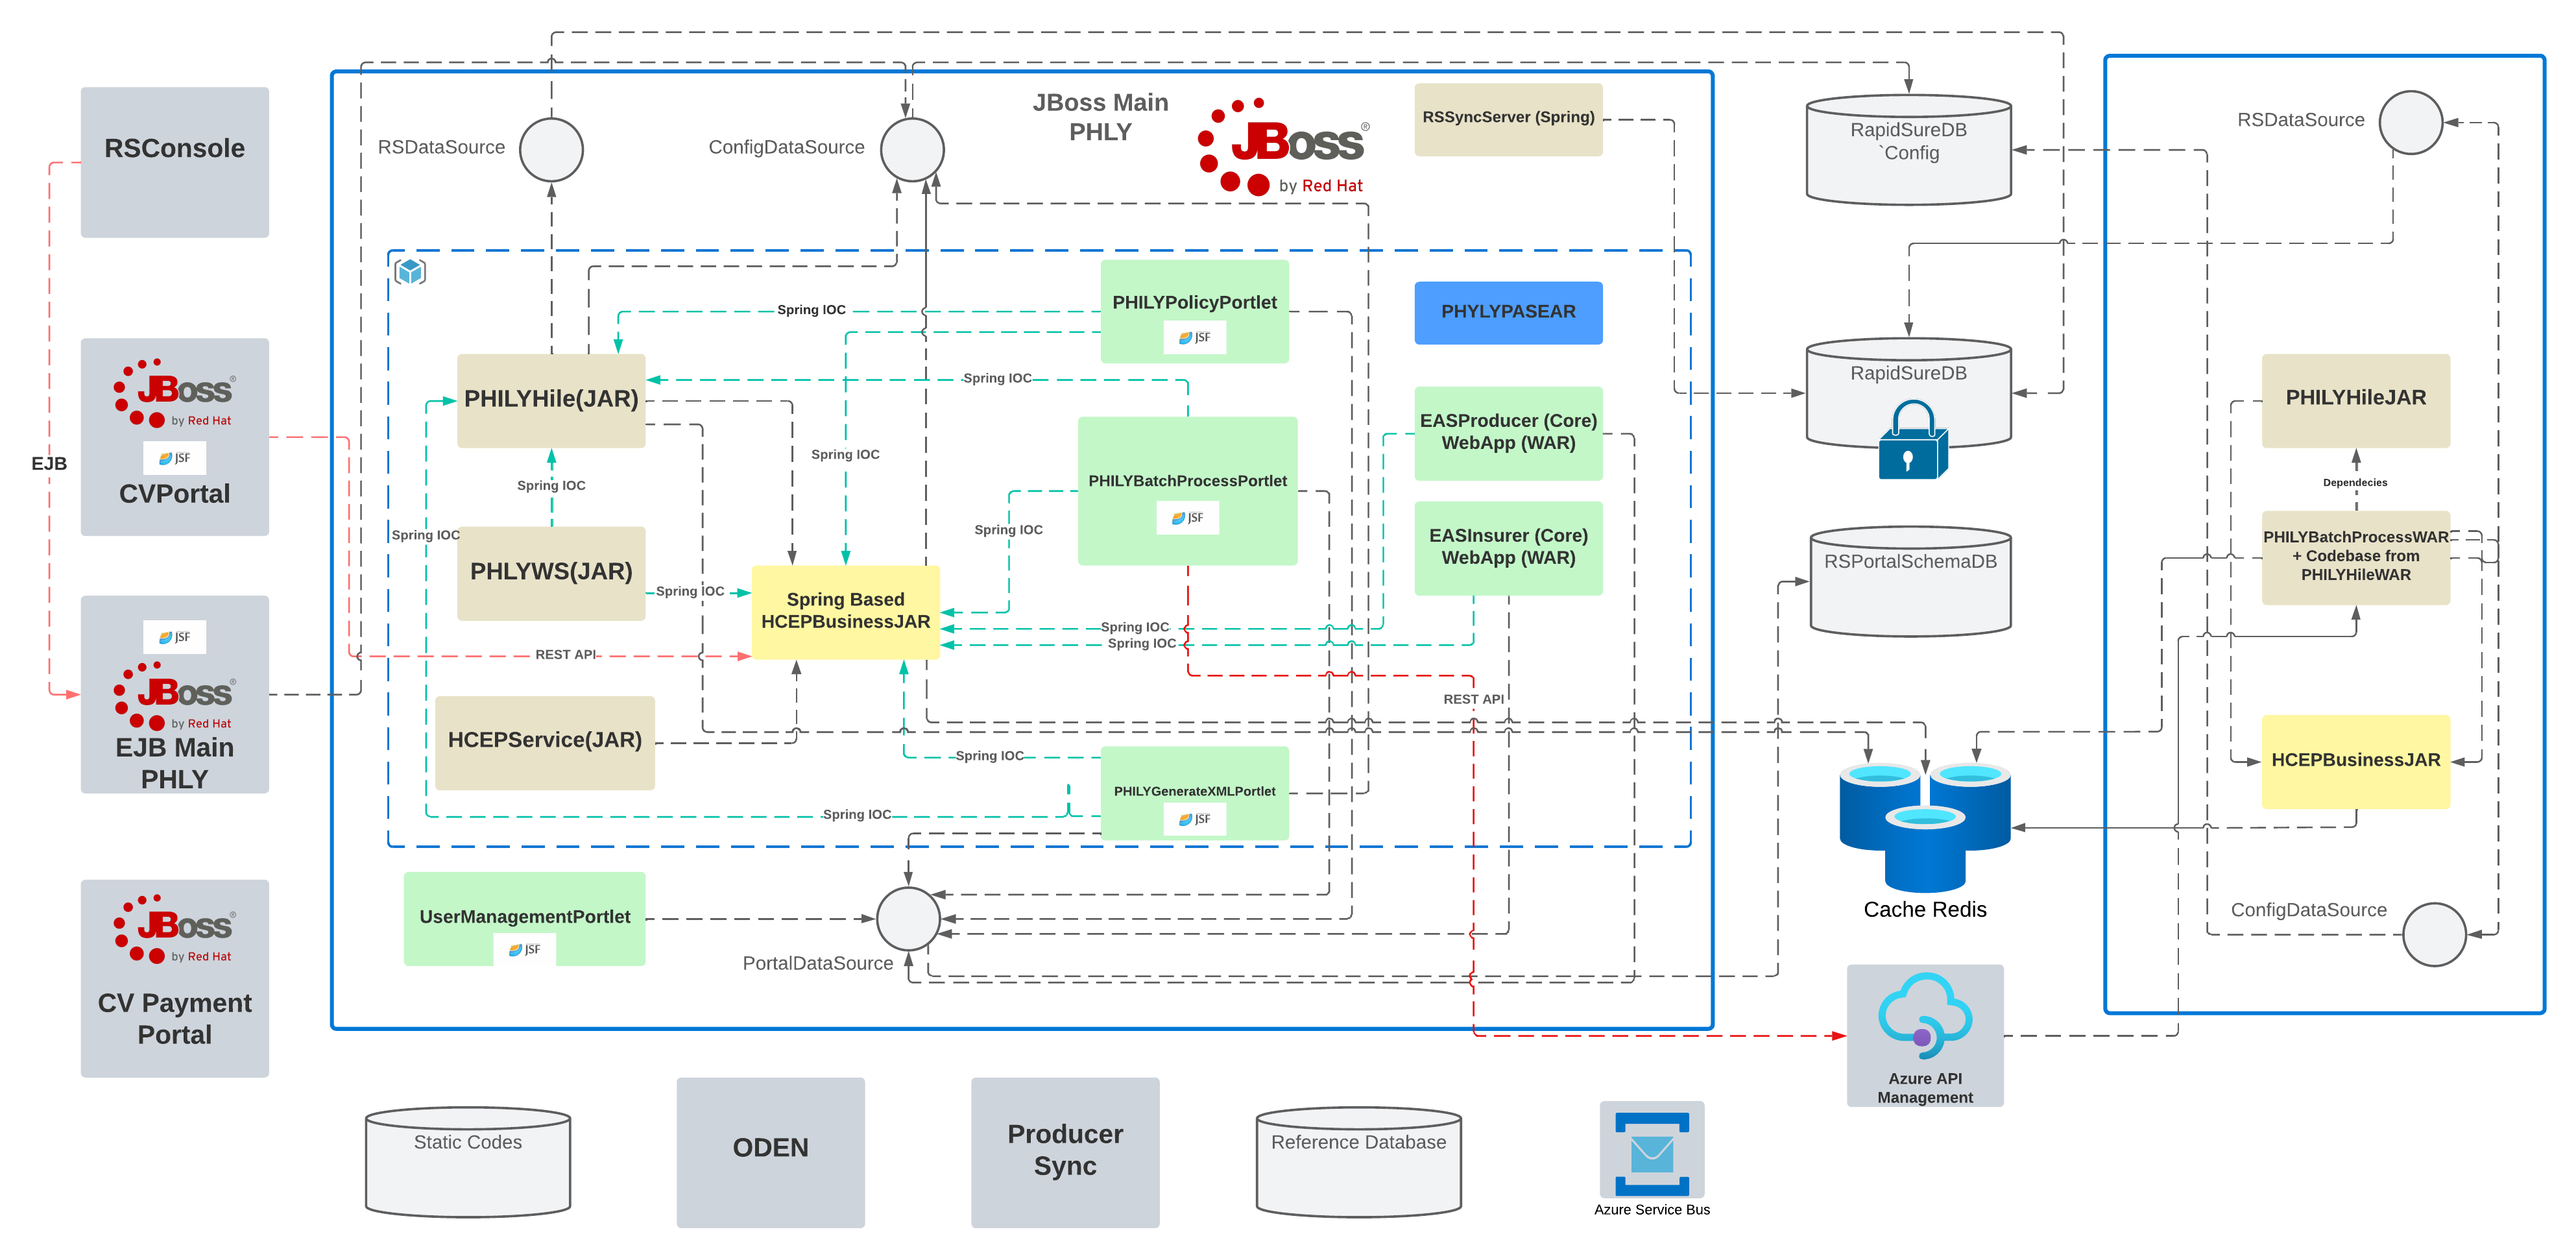 RSConsole
EJB
JBoss®
by Red Hat
JSF
CVPortal
JSF
JBoss®
by Red Hat
EJB Main
PHLY
JBoss®
by Red Hat
CV Payment
Portal
RSDataSource
ConfigDataSource
JBoss Main
PHLY
JBoss®
by Red Hat
RSSyncServer (Spring)
PHILYPolicyPortlet
JSF
PHYLYPASEAR
Spring IOC
PHILYHile(JAR)
Spring IOC
EASProducer (Core)
WebApp (WAR)
Spring IOC
PHILYBatchProcessPortlet
JSF
Spring IOC
Spring IOC
Spring IOC
EASInsurer (Core)
WebApp (WAR)
PHLYWS(JAR)
Spring IOC
Spring Based
HCEPBusinessJAR
Spring IOC
Spring IOC
REST API
REST API
HCEPService(JAR)
Spring IOC
PHILYGenerateXMLPortlet
JSF
Spring IOC
UserManagementPortlet
JSF
PortalDataSource
RapidSureDB
`Config
RapidSureDB
RSPortalSchemaDB
Cache Redis
Azure API
Management
RSDataSource
PHILYHileJAR
Dependecies
PHILYBatchProcessWAR
+ Codebase from
PHILYHileWAR
HCEPBusinessJAR
ConfigDataSource
Static Codes
ODEN
Producer
Sync
Reference Database
Azure Service Bus